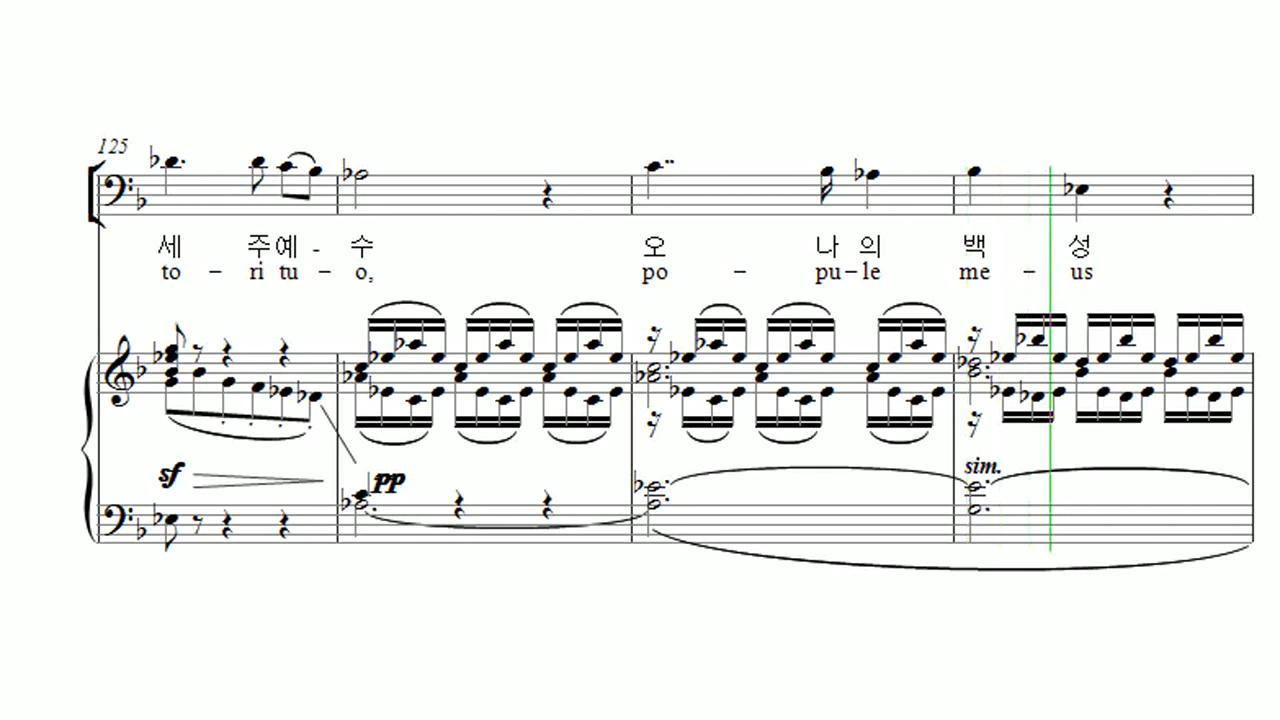 125
세 주 예 - 수 오 나 의 백 성
to – ri tu – o, po – pu – le me – us
sf pp sim.